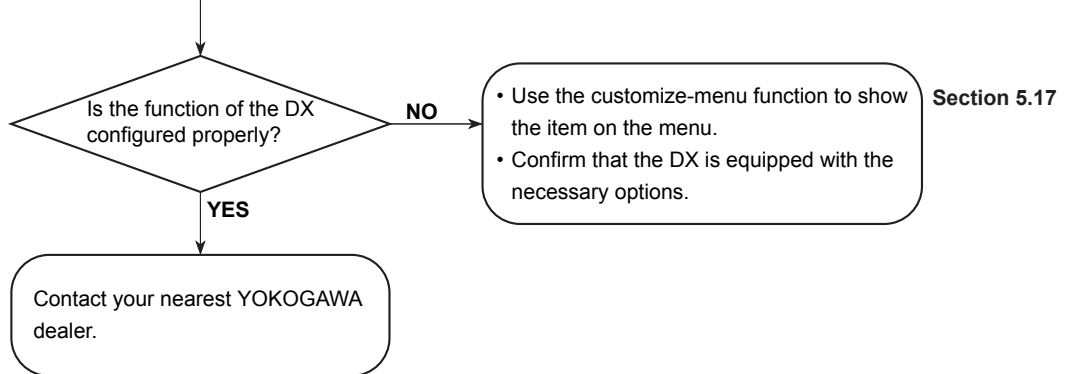 Is the function of the DX
configured properly?
NO
• Use the customize-menu function to show
the item on the menu.
• Confirm that the DX is equipped with the
necessary options.
Section 5.17
YES
Contact your nearest YOKOGAWA
dealer.